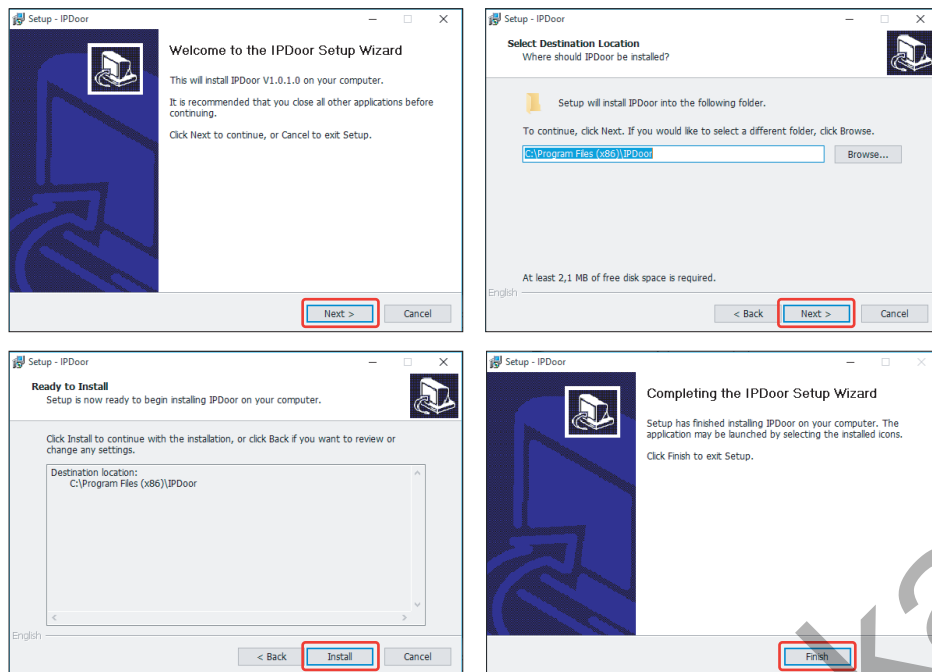 Setup - IPDoor
Welcome to the IPDoor Setup Wizard
This will install IPDoor V1.0.1.0 on your computer.
It is recommended that you close all other applications before
continuing.
Click Next to continue, or Cancel to exit Setup.
Next >
Cancel
Setup - IPDoor
Select Destination Location
Where should IPDoor be installed?
Setup will install IPDoor into the following folder.
To continue, click Next. If you would like to select a different folder, click Browse.
C:\Program Files (x86)\IPDoor
Browse...
At least 2,1 MB of free disk space is required.
English
< Back
Next >
Cancel
Setup - IPDoor
Ready to Install
Setup is now ready to begin installing IPDoor on your computer.
Click Install to continue with the installation, or click Back if you want to review or
change any settings.
Destination location:
C:\Program Files (x86)\IPDoor
English
< Back
Install
Cancel
Setup - IPDoor
Completing the IPDoor Setup Wizard
Setup has finished installing IPDoor on your computer. The
application may be launched by selecting the installed icons.
Click Finish to exit Setup.
Finish